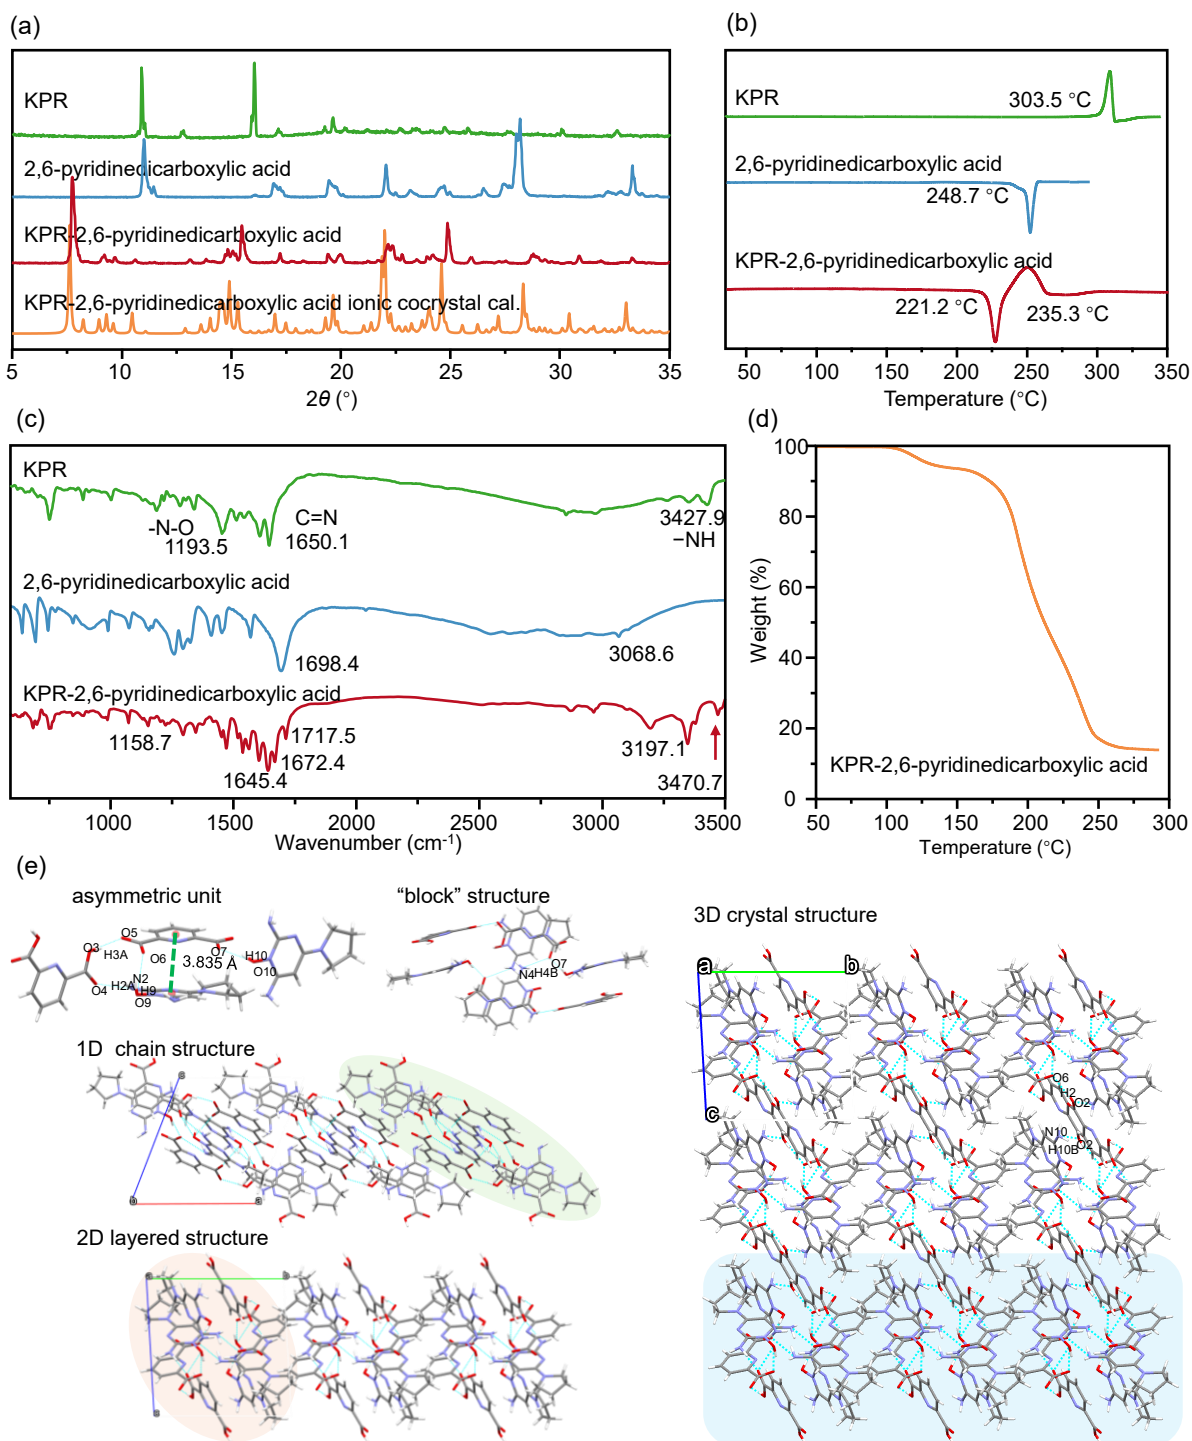 (a)
KPR
2,6-pyridinedicarboxylic acid
KPR-2,6-pyridinedicarboxylic acid
KPR-2,6-pyridinedicarboxylic acid ionic cocrystal cal.
5 10 15 20 25 30 35
2θ (°)
(b)
KPR
303.5 °C
2,6-pyridinedicarboxylic acid
248.7 °C
KPR-2,6-pyridinedicarboxylic acid
221.2 °C
235.3 °C
50 100 150 200 250 300 350
Temperature (°C)
(c)
KPR
-N-O
1193.5
C=N
1650.1
3427.9
−NH
2,6-pyridinedicarboxylic acid
1698.4
3068.6
KPR-2,6-pyridinedicarboxylic acid
1158.7
1717.5
1672.4
1645.4
3197.1
3470.7
1000 1500 2000 2500 3000 3500
Wavenumber (cm⁻¹)
(d)
100
80
60
40
20
0
Weight (%)
KPR-2,6-pyridinedicarboxylic acid
50 100 150 200 250 300
Temperature (°C)
(e)
asymmetric unit
O5
O3
H3A
O6
O7
H10
3.835 Å
O10
N2
H2A
H9
O4
O9
“block” structure
O7
N4
H4B
1D chain structure
c
b
a
2D layered structure
3D crystal structure
a
b
c
O6
H2
O2
N10
O2
H10B